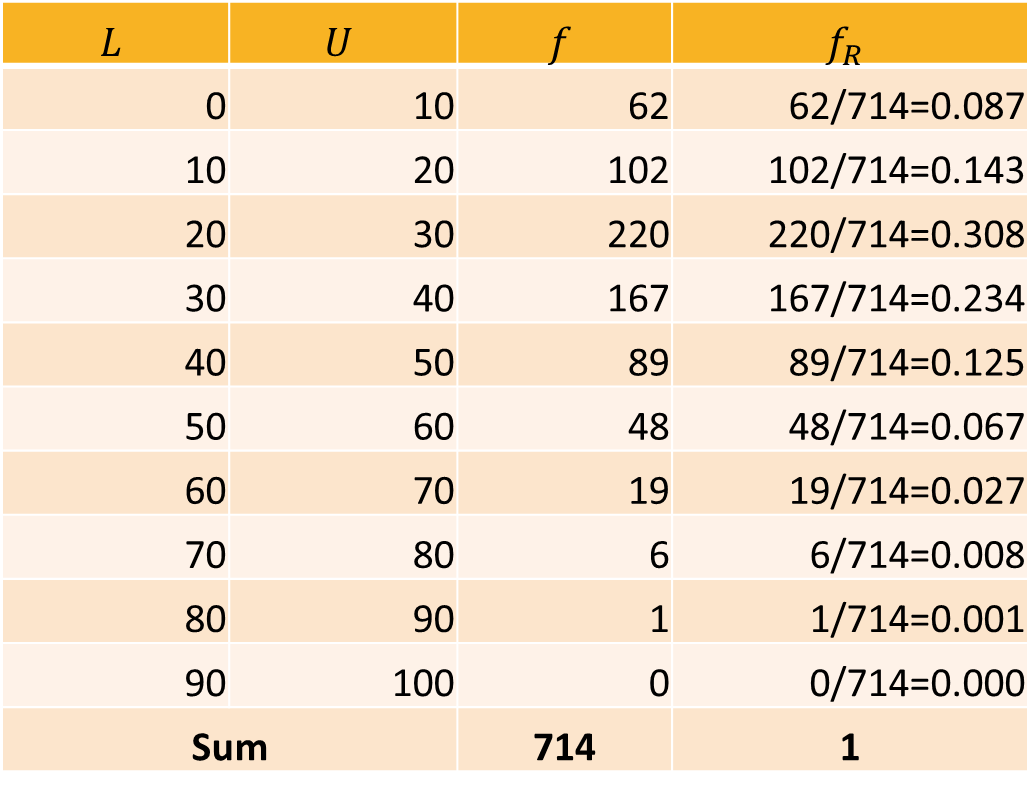 L U f fR
0 10 62 62/714=0.087
10 20 102 102/714=0.143
20 30 220 220/714=0.308
30 40 167 167/714=0.234
40 50 89 89/714=0.125
50 60 48 48/714=0.067
60 70 19 19/714=0.027
70 80 6 6/714=0.008
80 90 1 1/714=0.001
90 100 0 0/714=0.000
Sum 714 1